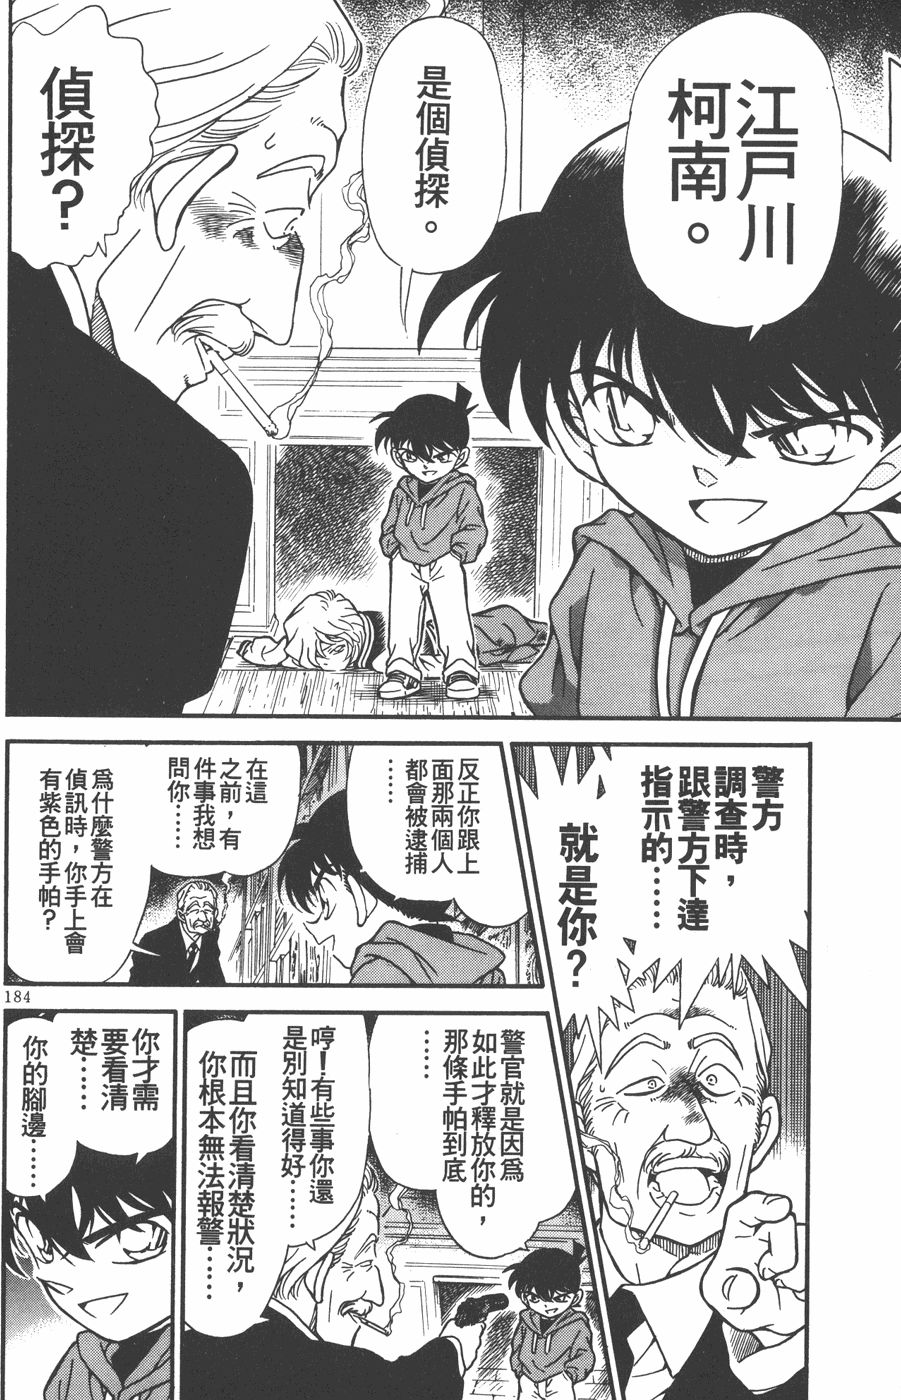 江戸川
柯南。
是個偵探。
偵探?
警方
調查時，
跟警方下達
指示的……
就是你?
反正你跟上
面那兩個人
都會被逮捕
……
在這
之前，有
件事我想
問你……
為什麼警方在
偵訊時，你手上會
有紫色的手帕?
警官就是因為
如此才釋放你的，
那條手帕到底
……
哼!有些事你還
是別知道得好……
而且你看清楚狀況，
你根本無法報警……
你才需
要看清
楚……
你的腳邊……
184